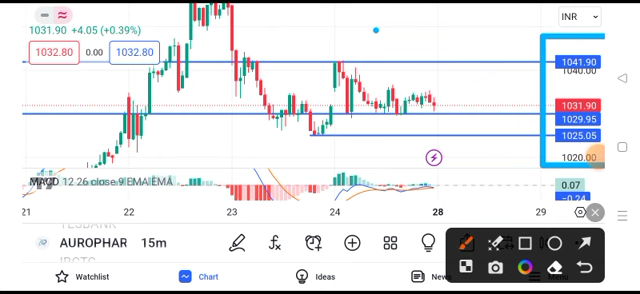 INR
1031.90 +4.05 (+0.39%)
1032.80 0.00 1032.80
1041.90
1040.00
1031.90
1029.95
1025.05
1020.00
MACD 12 26 close 9 EMA EMA
0.07
−0.24
21 22 23 24 28 29
AUROPHAR 15m
Watchlist Chart Ideas News